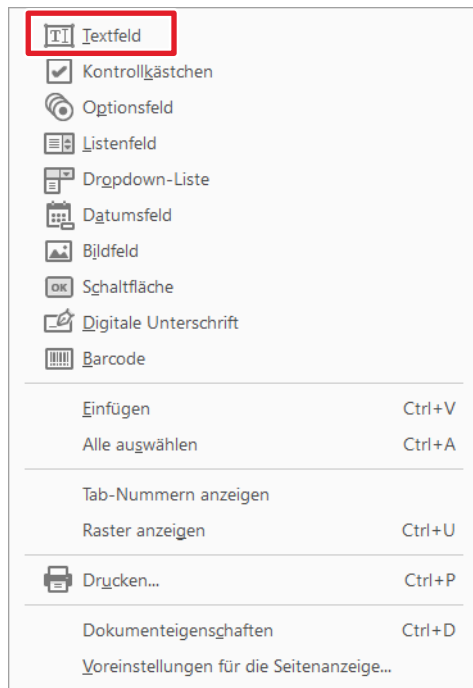 Textfeld
Kontrollkästchen
Optionsfeld
Listenfeld
Dropdown-Liste
Datumsfeld
Bildfeld
OK Schaltfläche
Digitale Unterschrift
Barcode
Einfügen Ctrl+V
Alle auswählen Ctrl+A
Tab-Nummern anzeigen
Raster anzeigen Ctrl+U
Drucken... Ctrl+P
Dokumenteigenschaften Ctrl+D
Voreinstellungen für die Seitenanzeige...